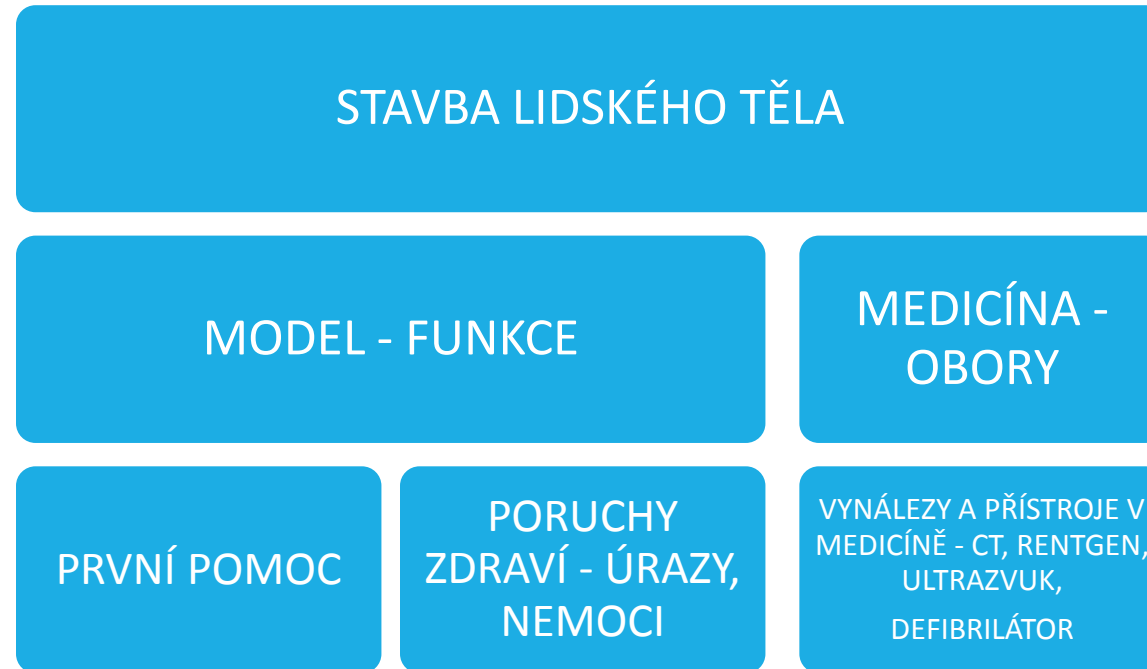 STAVBA LIDSKÉHO TĚLA
MODEL - FUNKCE
MEDICÍNA -
OBORY
PRVNÍ POMOC
PORUCHY
ZDRAVÍ - ÚRAZY,
NEMOCI
VYNÁLEZY A PŘÍSTROJE V
MEDICÍNĚ - CT, RENTGEN,
ULTRAZVUK,
DEFIBRILÁTOR